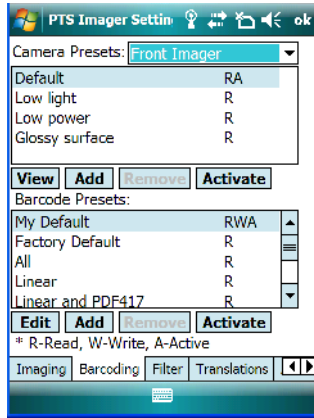 PTS Imager Settin ok
Camera Presets: Front Imager
Default RA
Low light R
Low power R
Glossy surface R
View Add Remove Activate
Barcode Presets:
My Default RWA
Factory Default R
All R
Linear R
Linear and PDF417 R
Edit Add Remove Activate
* R-Read, W-Write, A-Active
Imaging Barcoding Filter Translations